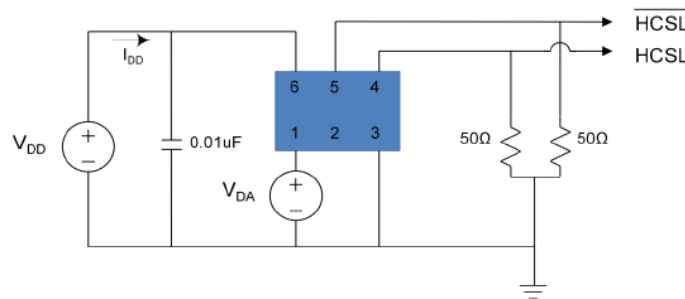 HCSL
HCSL
I_DD
6 5 4
1 2 3
V_DD
+
−
0.01uF
50Ω
50Ω
V_DA
+
−